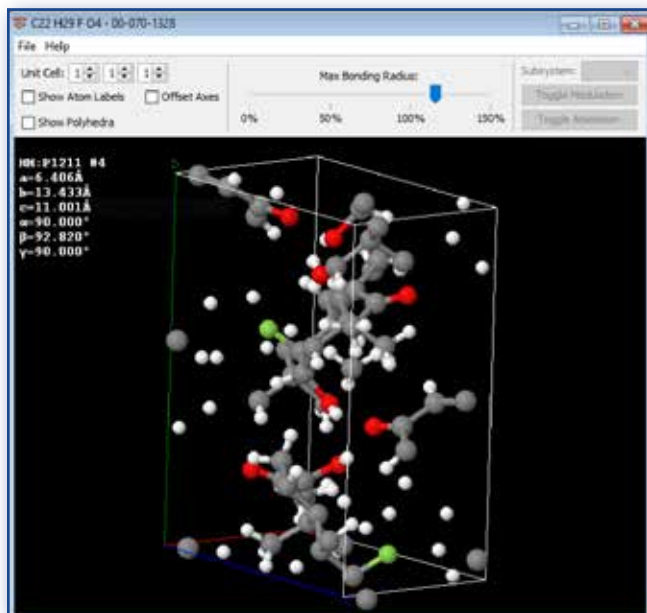 C22 H29 F O4 - 00-070-1328
File Help
Unit Cell: 1 1 1
Show Atom Labels
Offset Axes
Show Polyhedra
Max Bonding Radius:
0% 50% 100% 150%
Subsystem:
Toggle Modulation
Toggle Animation
HM:P1211 #4
a=6.406Å
b=13.433Å
c=11.001Å
α=90.000°
β=92.820°
γ=90.000°